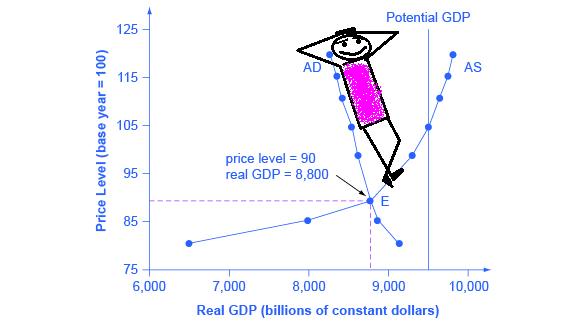 Potential GDP
125
AD
AS
115
Price Level (base year = 100)
105
price level = 90
real GDP = 8,800
95
E
85
75
6,000
7,000
8,000
9,000
10,000
Real GDP (billions of constant dollars)